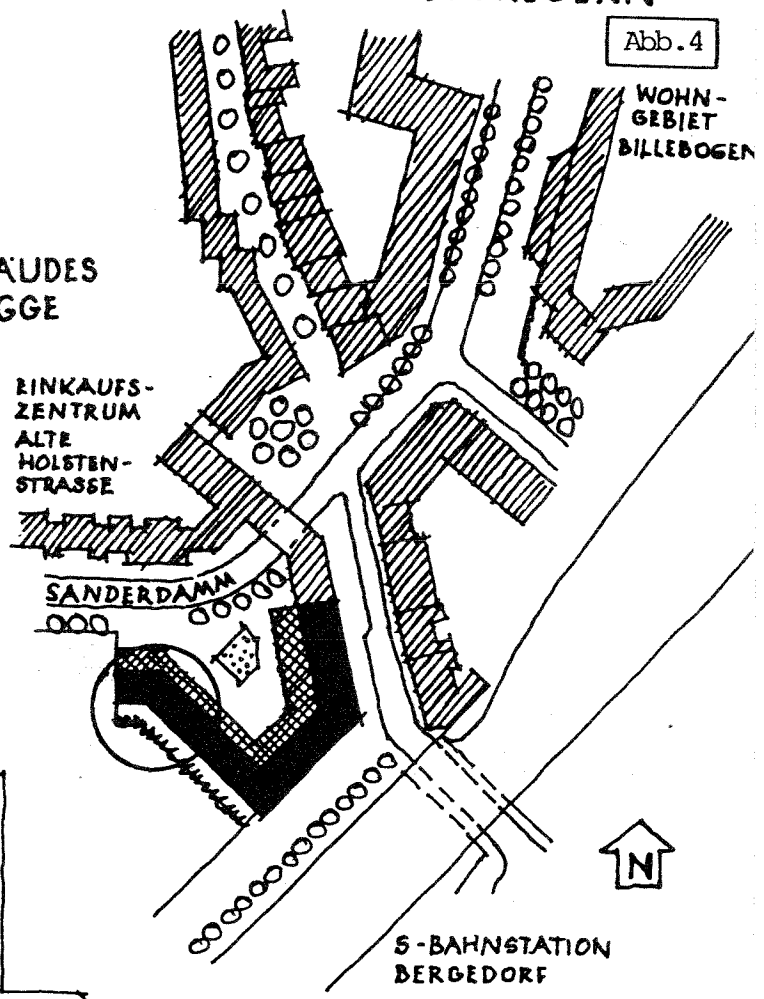 Abb.4
WOHN-
GEBIET
BILLEBOGEN
ÄUDES
GGE
EINKAUFS-
ZENTRUM
ALTE
HOLSTEN-
STRASSE
SANDERDAMM
N
S-BAHNSTATION
BERGEDORF